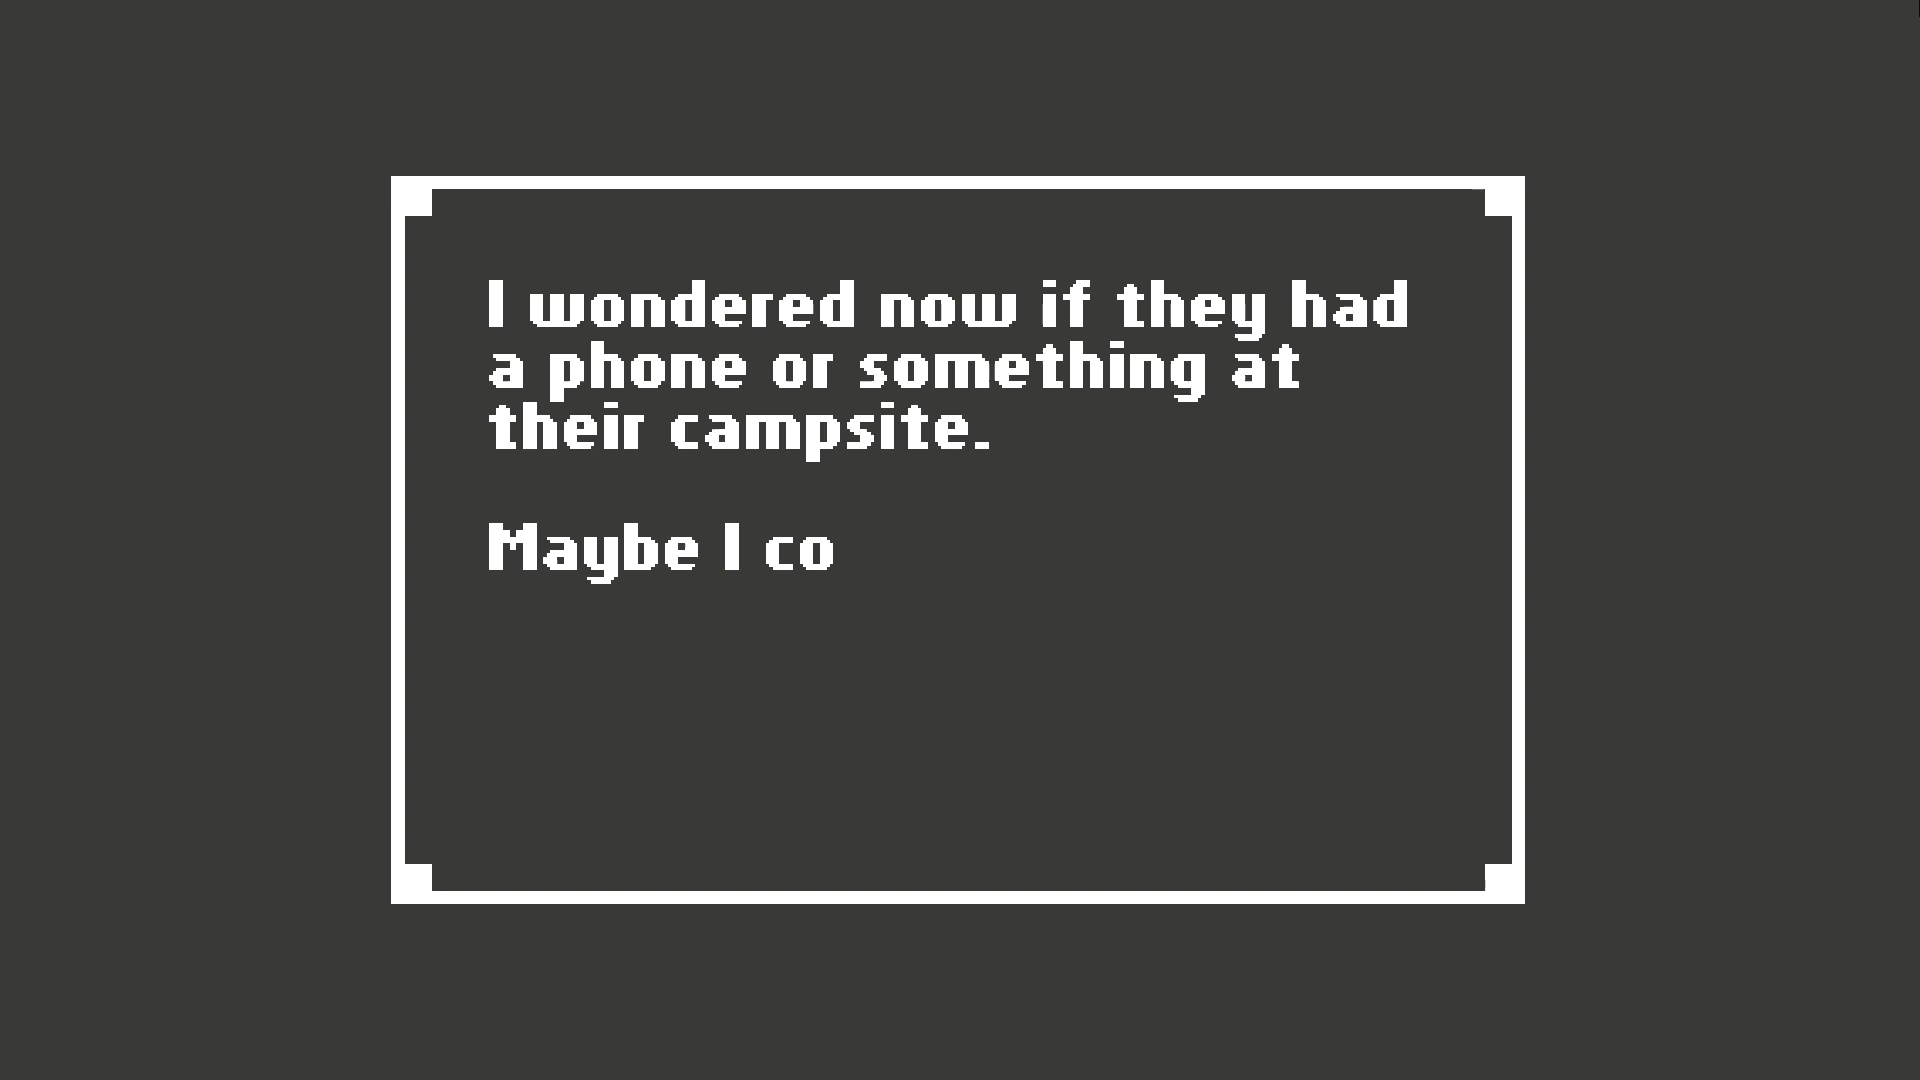 I wondered now if they had
a phone or something at
their campsite.
Maybe I co